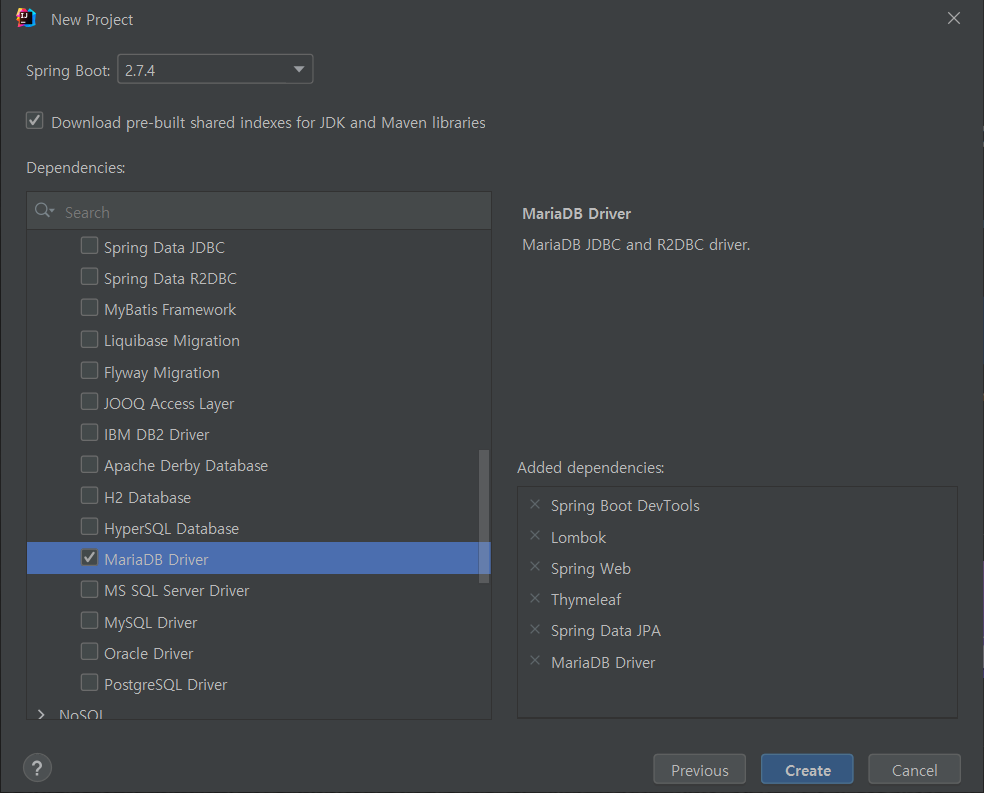 New Project
Spring Boot: 2.7.4
Download pre-built shared indexes for JDK and Maven libraries
Dependencies:
Search
Spring Data JDBC
Spring Data R2DBC
MyBatis Framework
Liquibase Migration
Flyway Migration
JOOQ Access Layer
IBM DB2 Driver
Apache Derby Database
H2 Database
HyperSQL Database
MariaDB Driver
MS SQL Server Driver
MySQL Driver
Oracle Driver
PostgreSQL Driver
NoSQL
MariaDB Driver
MariaDB JDBC and R2DBC driver.
Added dependencies:
Spring Boot DevTools
Lombok
Spring Web
Thymeleaf
Spring Data JPA
MariaDB Driver
?
Previous
Create
Cancel